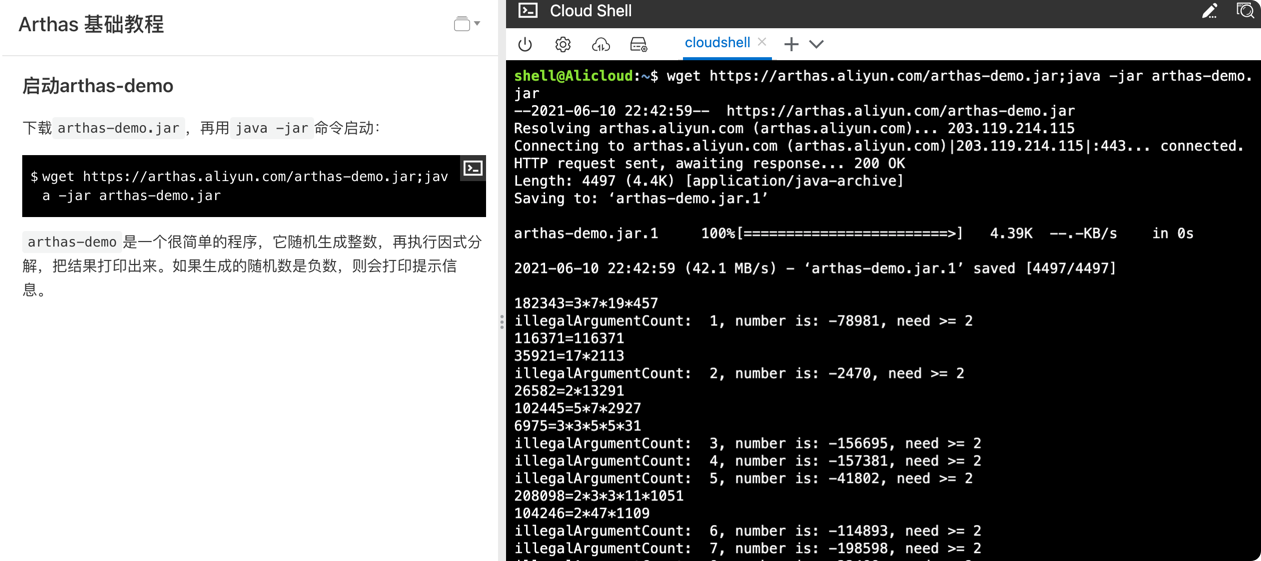 Arthas 基础教程
启动arthas-demo
下载 arthas-demo.jar ，再用 java -jar 命令启动：
$ wget https://arthas.aliyun.com/arthas-demo.jar;jav
a -jar arthas-demo.jar
arthas-demo 是一个很简单的程序，它随机生成整数，再执行因式分
解，把结果打印出来。如果生成的随机数是负数，则会打印提示信
息。
Cloud Shell
cloudshell
shell@Alicloud:~$ wget https://arthas.aliyun.com/arthas-demo.jar;java -jar arthas-demo.
jar
--2021-06-10 22:42:59--  https://arthas.aliyun.com/arthas-demo.jar
Resolving arthas.aliyun.com (arthas.aliyun.com)... 203.119.214.115
Connecting to arthas.aliyun.com (arthas.aliyun.com)|203.119.214.115|:443... connected.
HTTP request sent, awaiting response... 200 OK
Length: 4497 (4.4K) [application/java-archive]
Saving to: ‘arthas-demo.jar.1’
arthas-demo.jar.1     100%[========================>]   4.39K  --.-KB/s    in 0s
2021-06-10 22:42:59 (42.1 MB/s) - ‘arthas-demo.jar.1’ saved [4497/4497]
182343=3*7*19*457
illegalArgumentCount:  1, number is: -78981, need >= 2
116371=116371
35921=17*2113
illegalArgumentCount:  2, number is: -2470, need >= 2
26582=2*13291
102445=5*7*2927
6975=3*3*5*5*31
illegalArgumentCount:  3, number is: -156695, need >= 2
illegalArgumentCount:  4, number is: -157381, need >= 2
illegalArgumentCount:  5, number is: -41802, need >= 2
208098=2*3*3*11*1051
104246=2*47*1109
illegalArgumentCount:  6, number is: -114893, need >= 2
illegalArgumentCount:  7, number is: -198598, need >= 2